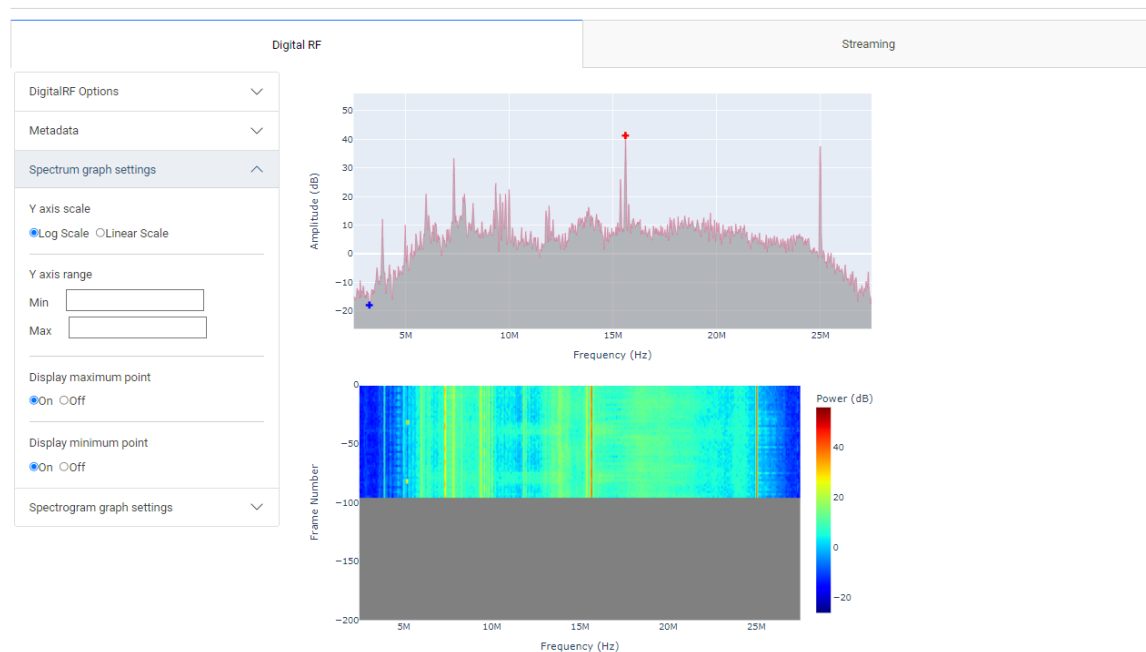 Digital RF
Streaming
DigitalRF Options
Metadata
Spectrum graph settings
Y axis scale
Log Scale Linear Scale
Y axis range
Min
Max
Display maximum point
On Off
Display minimum point
On Off
Spectrogram graph settings
50
40
30
20
10
0
−10
−20
Amplitude (dB)
5M 10M 15M 20M 25M
Frequency (Hz)
0
−50
−100
−150
−200
Frame Number
5M 10M 15M 20M 25M
Frequency (Hz)
Power (dB)
40
20
0
−20